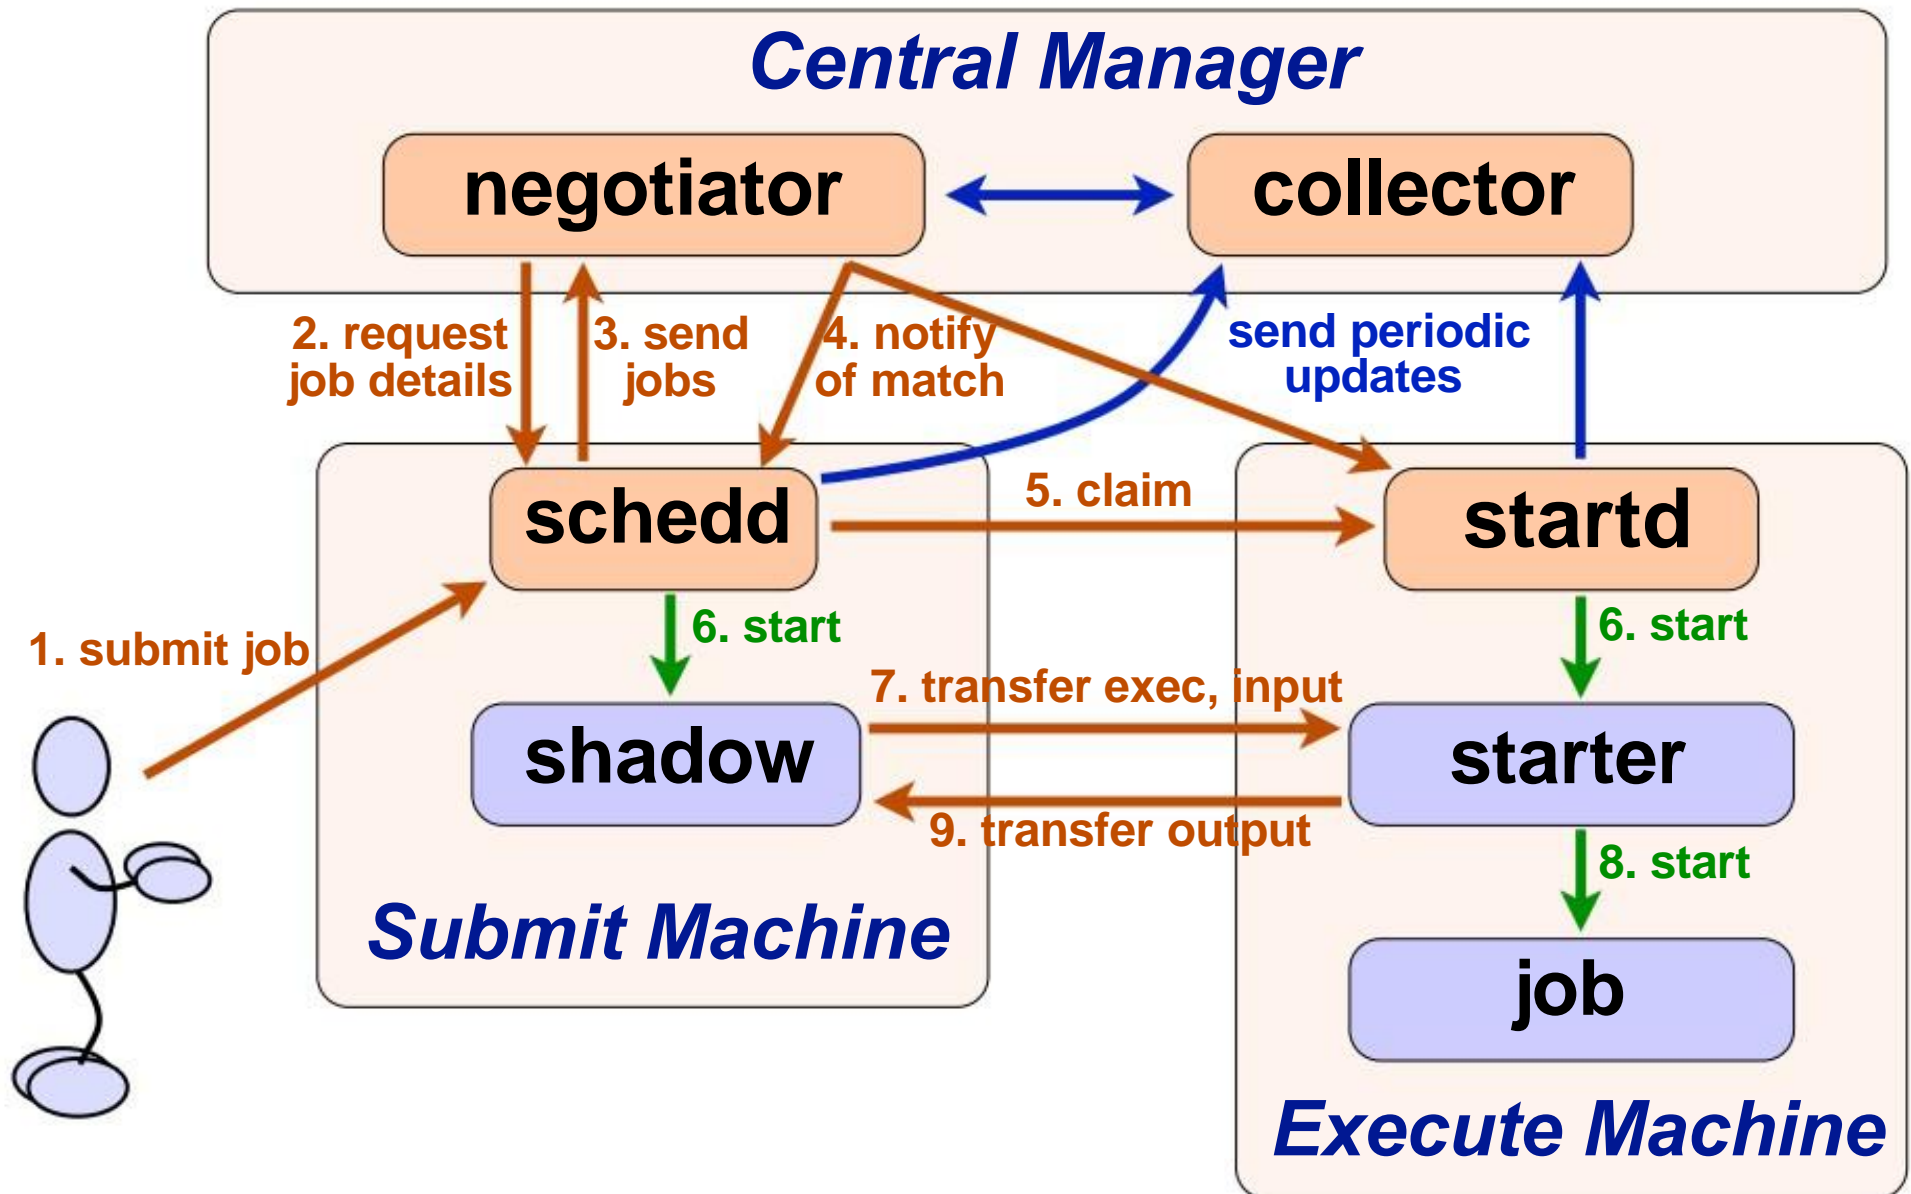 Central Manager
negotiator
collector
2. request
job details
3. send
jobs
4. notify
of match
send periodic
updates
schedd
5. claim
startd
1. submit job
6. start
6. start
7. transfer exec, input
shadow
starter
9. transfer output
8. start
Submit Machine
job
Execute Machine